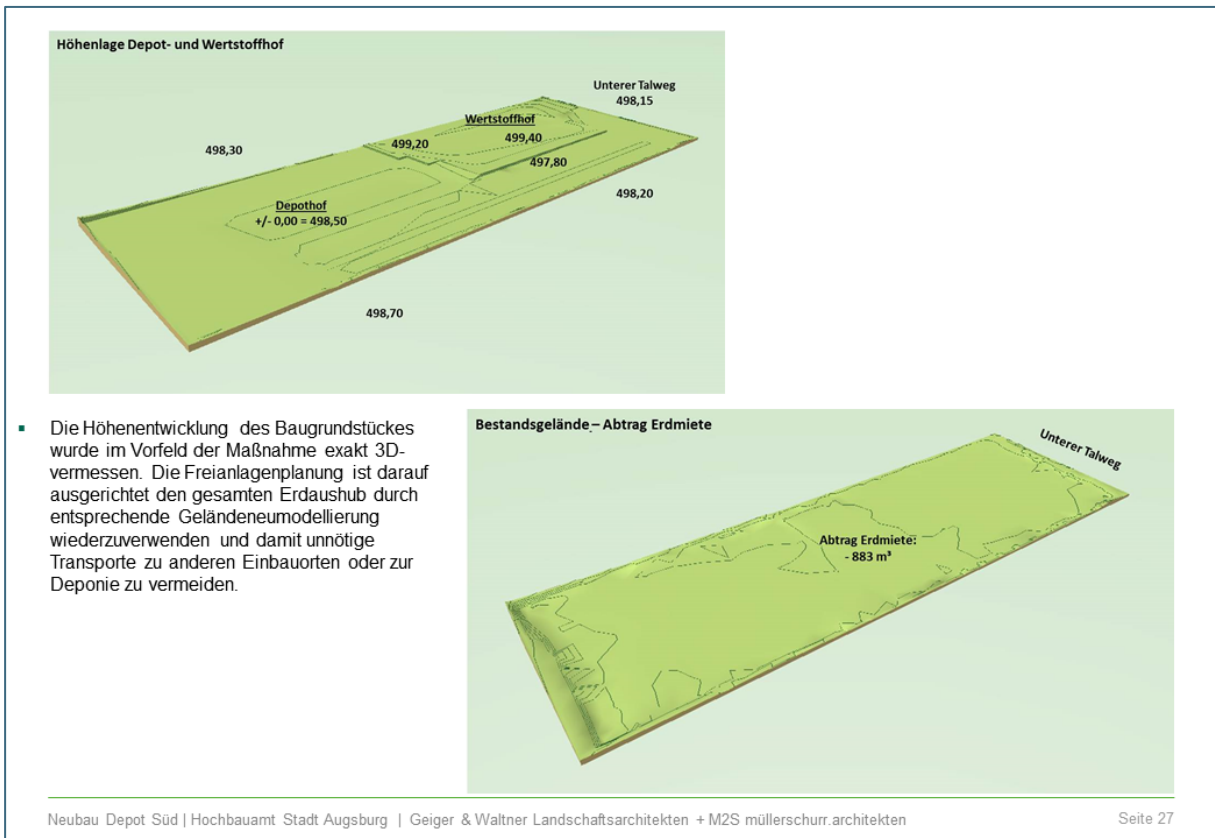 Höhenlage Depot- und Wertstoffhof
Unterer Talweg
498,15
Wertstoffhof
499,20
499,40
498,30
497,80
498,20
Depothof
+/- 0,00 = 498,50
498,70
▪ Die Höhenentwicklung des Baugrundstückes
wurde im Vorfeld der Maßnahme exakt 3D-
vermessen. Die Freianlagenplanung ist darauf
ausgerichtet den gesamten Erdaushub durch
entsprechende Geländeneumodellierung
wiederzuverwenden und damit unnötige
Transporte zu anderen Einbauorten oder zur
Deponie zu vermeiden.
Bestandsgelände – Abtrag Erdmiete
Unterer Talweg
Abtrag Erdmiete:
- 883 m³
Neubau Depot Süd | Hochbauamt Stadt Augsburg | Geiger & Waltner Landschaftsarchitekten + M2S müllerschurr.architekten
Seite 27